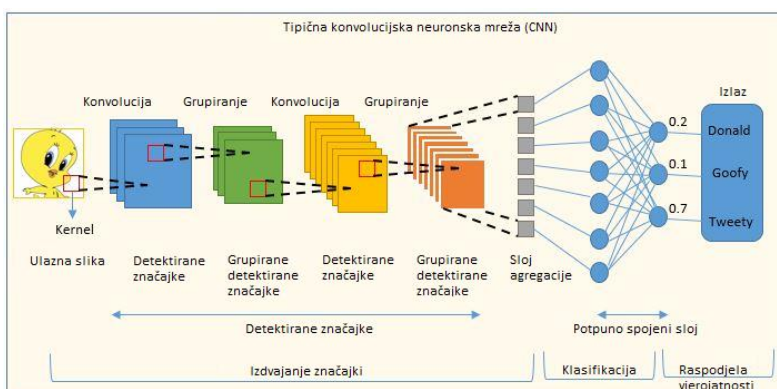 Tipična konvolucijska neuronska mreža (CNN)
Konvolucija Grupiranje Konvolucija Grupiranje Izlaz
0.2 Donald
0.1 Goofy
0.7 Tweety
Kernel
Ulazna slika Detektirane Grupirane Detektirane Grupirane Sloj
značajke detektirane značajke detektirane agregacije
značajke značajke
Detektirane značajke Potpuno spojeni sloj
Izdvajanje značajki Klasifikacija Raspodjela
vjerojatnosti